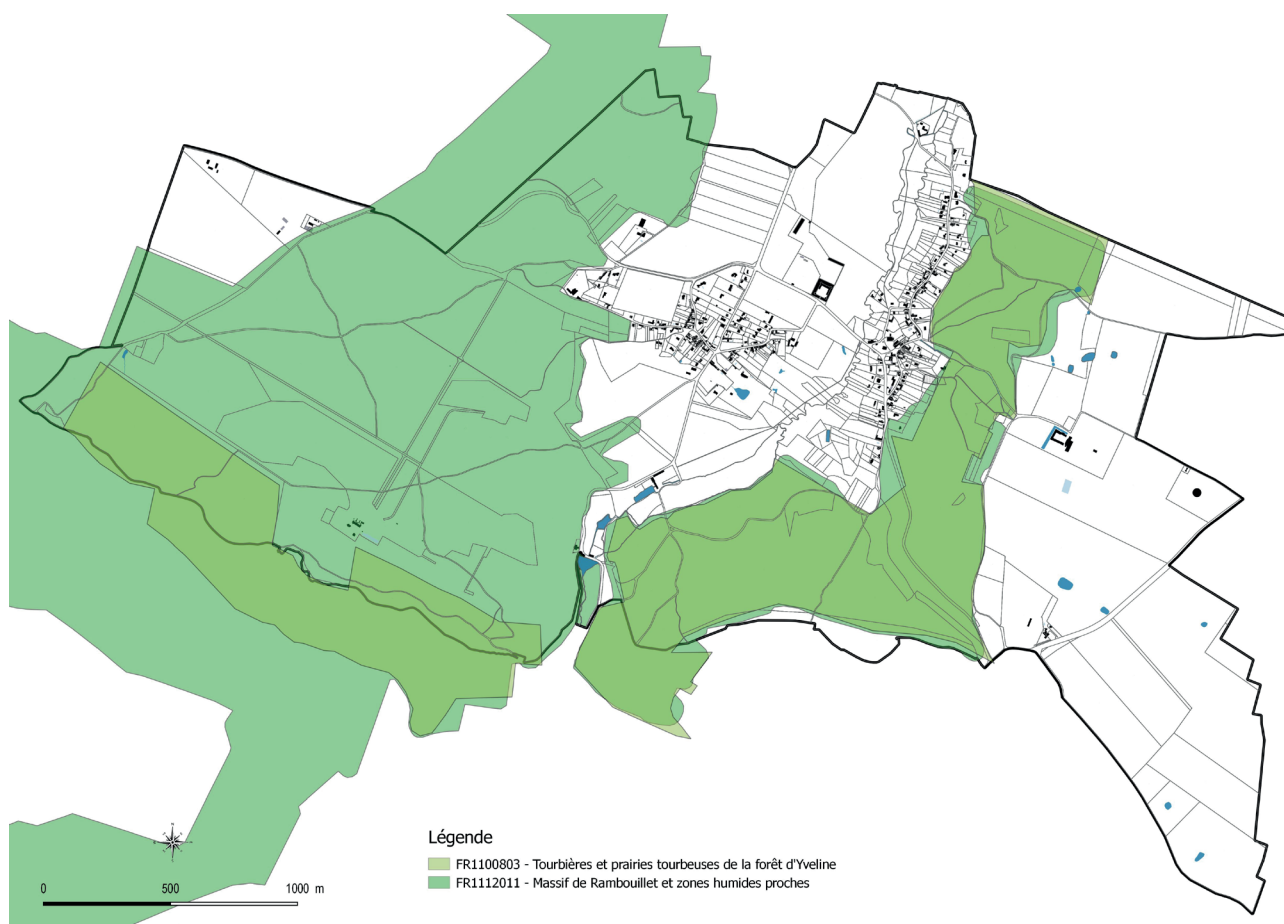 Légende
FR1100803 - Tourbières et prairies tourbeuses de la forêt d'Yveline
FR1112011 - Massif de Rambouillet et zones humides proches
0 500 1000 m